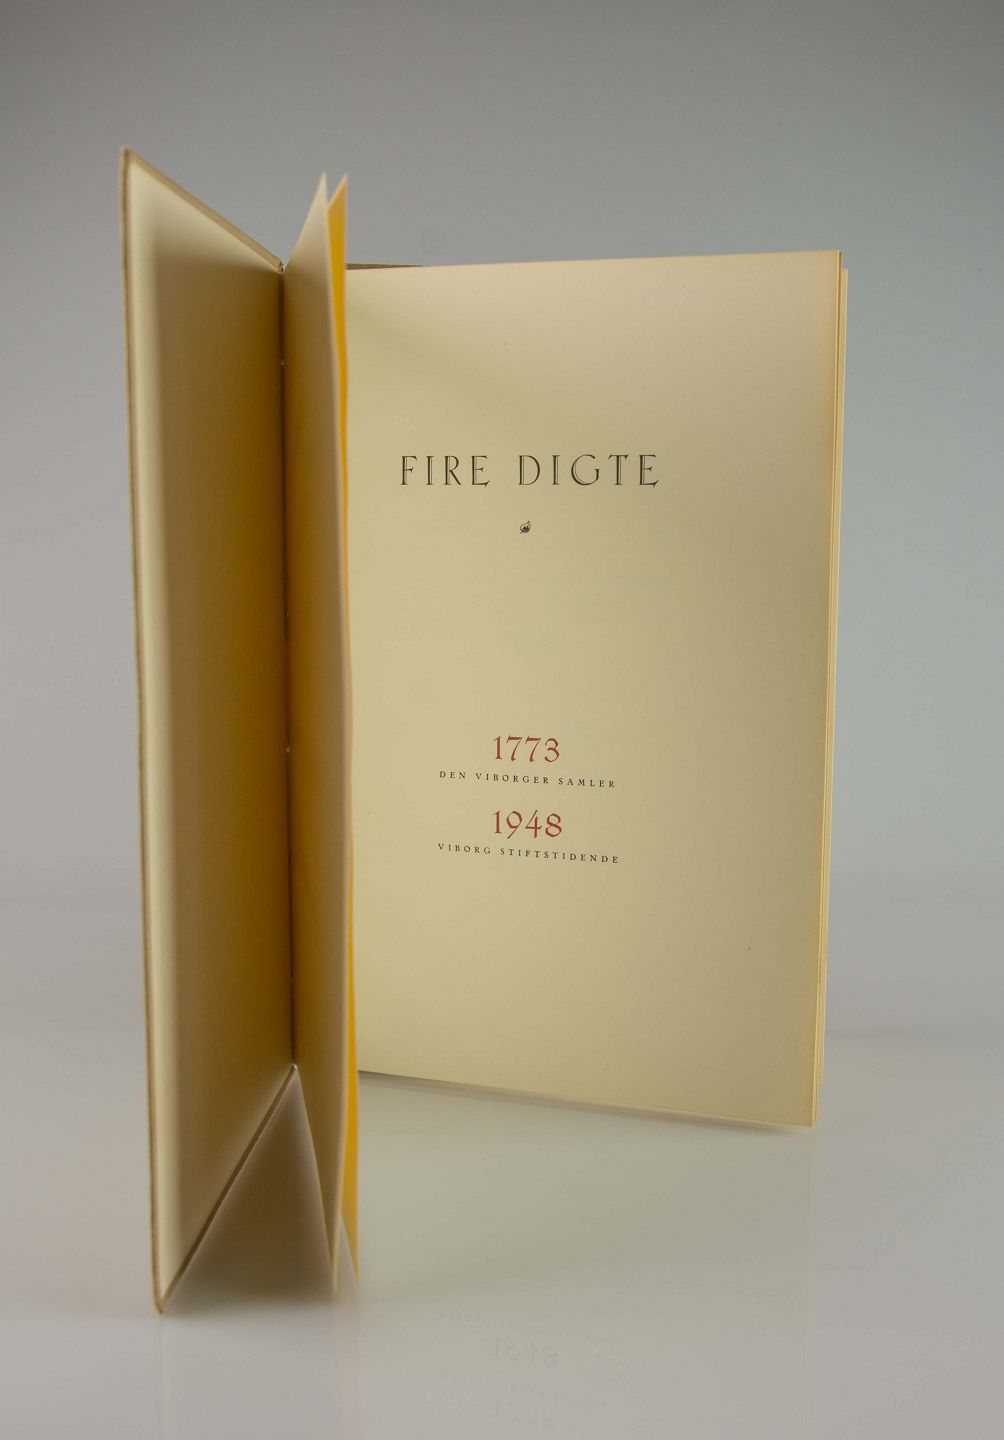 FIRE DIGTE
1773
DEN VIBORGER SAMLER
1948
VIBORG STIFTSTIDENDE